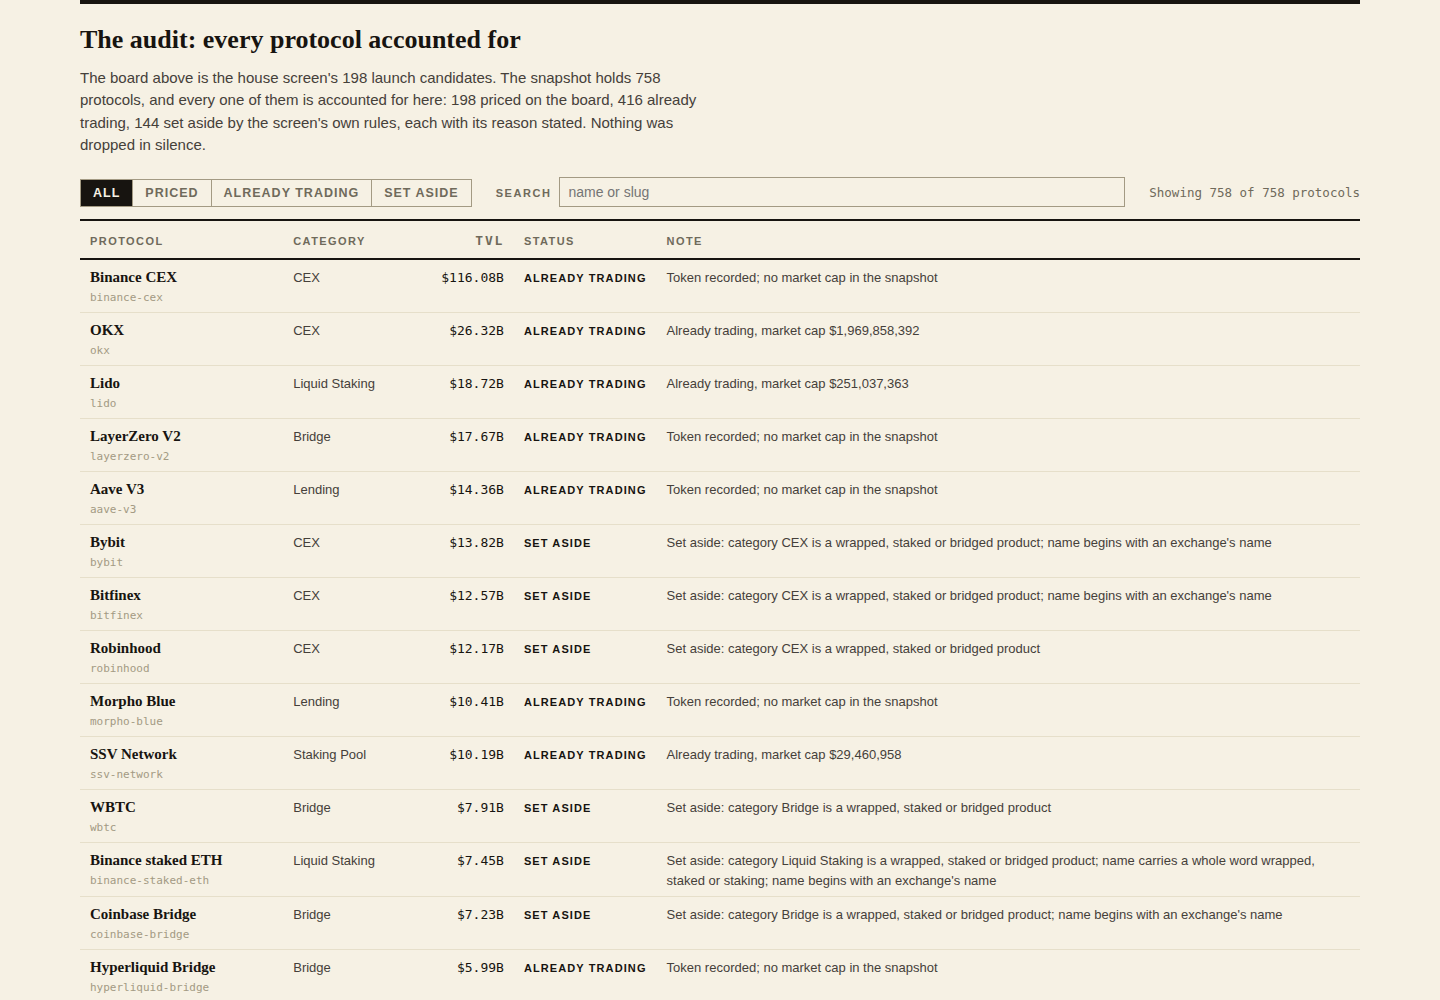 The audit: every protocol accounted for
The board above is the house screen's 198 launch candidates. The snapshot holds 758
protocols, and every one of them is accounted for here: 198 priced on the board, 416 already
trading, 144 set aside by the screen's own rules, each with its reason stated. Nothing was
dropped in silence.
ALL PRICED ALREADY TRADING SET ASIDE SEARCH name or slug Showing 758 of 758 protocols
PROTOCOL CATEGORY TVL STATUS NOTE
Binance CEX CEX $116.08B ALREADY TRADING Token recorded; no market cap in the snapshot
binance-cex
OKX CEX $26.32B ALREADY TRADING Already trading, market cap $1,969,858,392
okx
Lido Liquid Staking $18.72B ALREADY TRADING Already trading, market cap $251,037,363
lido
LayerZero V2 Bridge $17.67B ALREADY TRADING Token recorded; no market cap in the snapshot
layerzero-v2
Aave V3 Lending $14.36B ALREADY TRADING Token recorded; no market cap in the snapshot
aave-v3
Bybit CEX $13.82B SET ASIDE Set aside: category CEX is a wrapped, staked or bridged product; name begins with an exchange's name
bybit
Bitfinex CEX $12.57B SET ASIDE Set aside: category CEX is a wrapped, staked or bridged product; name begins with an exchange's name
bitfinex
Robinhood CEX $12.17B SET ASIDE Set aside: category CEX is a wrapped, staked or bridged product
robinhood
Morpho Blue Lending $10.41B ALREADY TRADING Token recorded; no market cap in the snapshot
morpho-blue
SSV Network Staking Pool $10.19B ALREADY TRADING Already trading, market cap $29,460,958
ssv-network
WBTC Bridge $7.91B SET ASIDE Set aside: category Bridge is a wrapped, staked or bridged product
wbtc
Binance staked ETH Liquid Staking $7.45B SET ASIDE Set aside: category Liquid Staking is a wrapped, staked or bridged product; name carries a whole word wrapped,
binance-staked-eth staked or staking; name begins with an exchange's name
Coinbase Bridge Bridge $7.23B SET ASIDE Set aside: category Bridge is a wrapped, staked or bridged product; name begins with an exchange's name
coinbase-bridge
Hyperliquid Bridge Bridge $5.99B ALREADY TRADING Token recorded; no market cap in the snapshot
hyperliquid-bridge